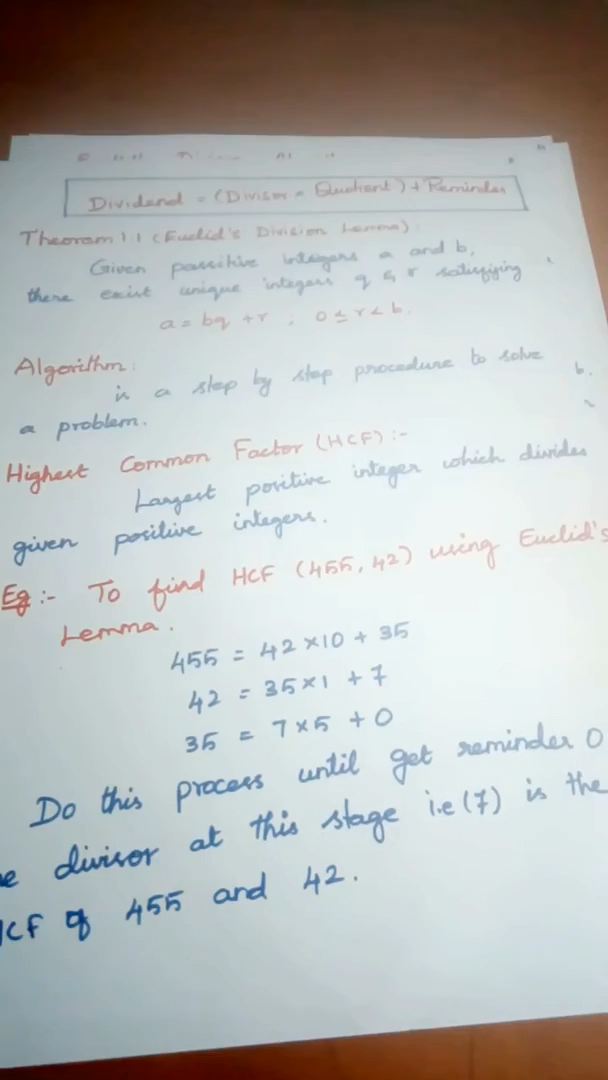 Dividend = (Divisor × Quotient) + Reminder
Theoram 1.1 (Euclid's Division Lemma).
Given possitive integers a and b,
there exist unique integers q & r satisfying
a = bq + r , 0 ≤ r < b.
Algorithm:
is a step by step procedure to solve
a problem.
b.
Highest Common Factor (HCF) :-
Largest positive integer which divides
given positive integers.
Eg :- To find HCF (455, 42) using Euclid's
Lemma.
455 = 42 × 10 + 35
42 = 35 × 1 + 7
35 = 7 × 5 + 0
Do this process until get reminder 0
divisor at this stage i.e (7) is the
HCF of 455 and 42.